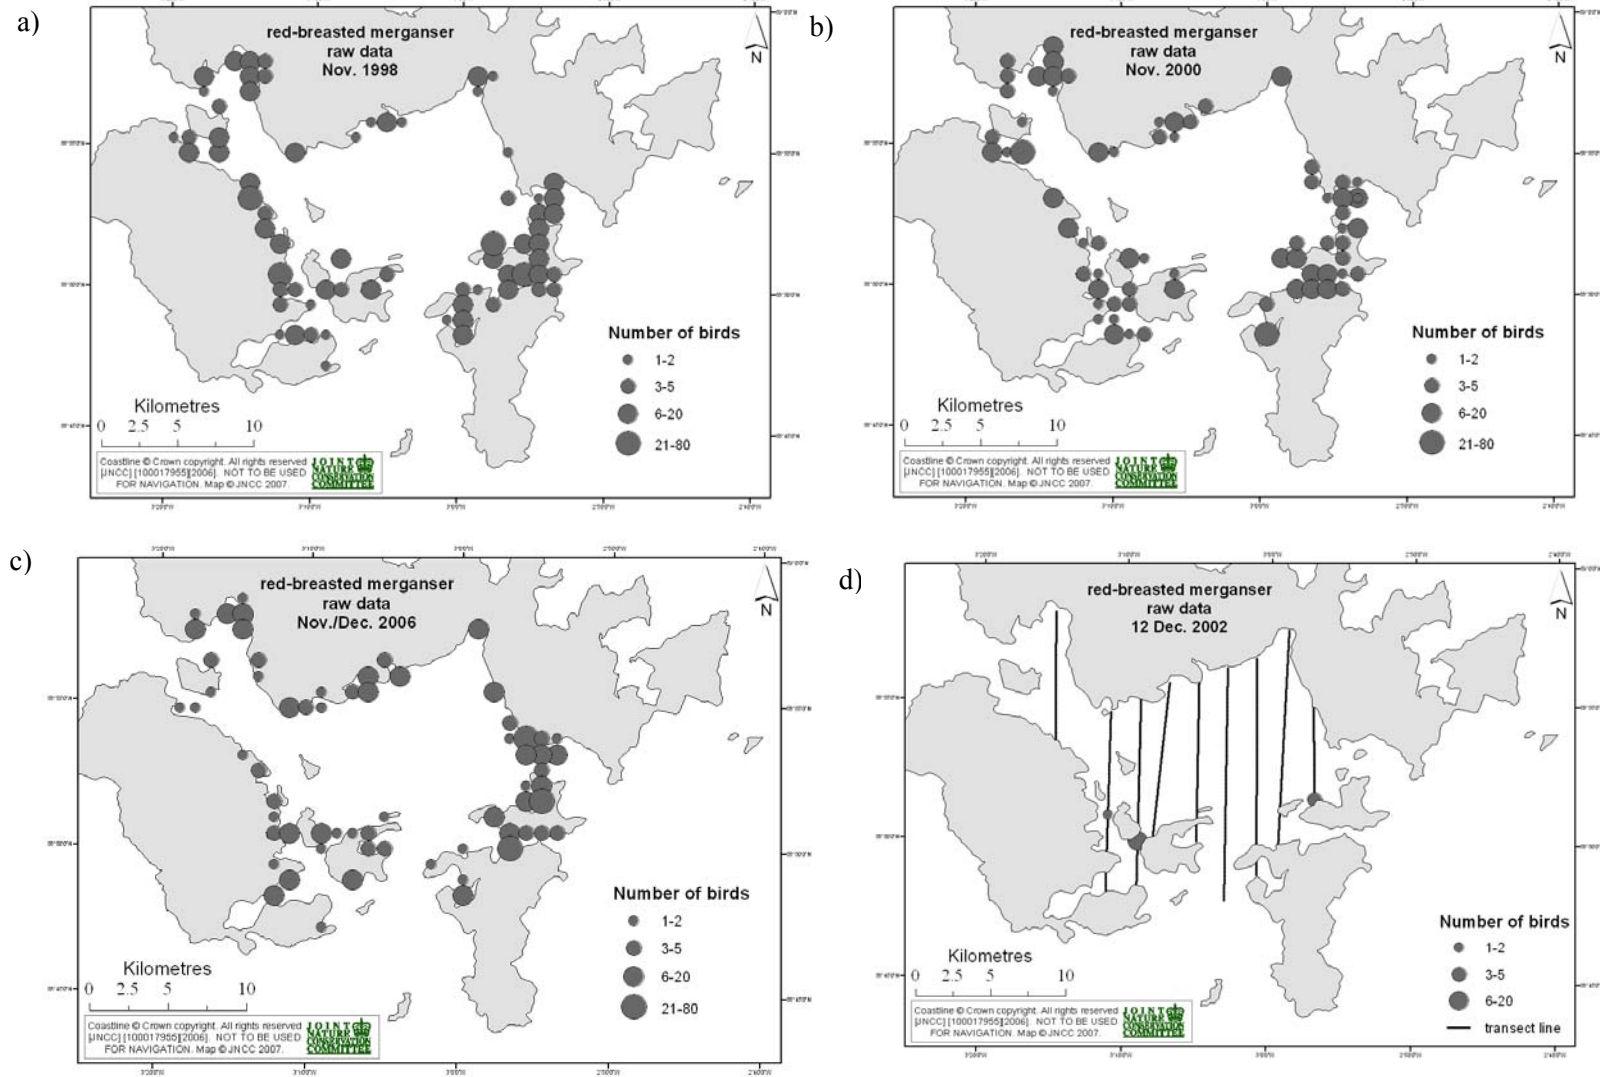 a)
red-breasted merganser
raw data
Nov. 1998
N
Number of birds
1-2
3-5
6-20
21-80
Kilometres
0 2.5 5 10
Coastline © Crown copyright. All rights reserved
[JNCC] [100017955][2006]. NOT TO BE USED
FOR NAVIGATION. Map © JNCC 2007.
JOINT
NATURE
CONSERVATION
COMMITTEE
b)
red-breasted merganser
raw data
Nov. 2000
N
Number of birds
1-2
3-5
6-20
21-80
Kilometres
0 2.5 5 10
Coastline © Crown copyright. All rights reserved
[JNCC] [100017955][2006]. NOT TO BE USED
FOR NAVIGATION. Map © JNCC 2007.
JOINT
NATURE
CONSERVATION
COMMITTEE
c)
red-breasted merganser
raw data
Nov./Dec. 2006
N
Number of birds
1-2
3-5
6-20
21-80
Kilometres
0 2.5 5 10
Coastline © Crown copyright. All rights reserved
[JNCC] [100017955][2006]. NOT TO BE USED
FOR NAVIGATION. Map © JNCC 2007.
JOINT
NATURE
CONSERVATION
COMMITTEE
d)
red-breasted merganser
raw data
12 Dec. 2002
N
Number of birds
1-2
3-5
6-20
transect line
Kilometres
0 2.5 5 10
Coastline © Crown copyright. All rights reserved
[JNCC] [100017955][2006]. NOT TO BE USED
FOR NAVIGATION. Map © JNCC 2007.
JOINT
NATURE
CONSERVATION
COMMITTEE